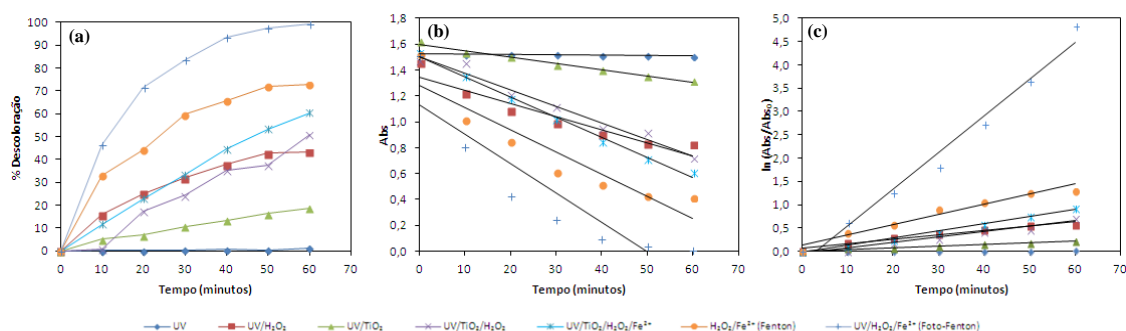 (a)
% Descoloração
100
90
80
70
60
50
40
30
20
10
0
0 10 20 30 40 50 60 70
Tempo (minutos)
(b)
Abs
1,8
1,6
1,4
1,2
1,0
0,8
0,6
0,4
0,2
0,0
0 10 20 30 40 50 60 70
Tempo (minutos)
(c)
ln (Abs/Abs₍₀₎)
5,0
4,5
4,0
3,5
3,0
2,5
2,0
1,5
1,0
0,5
0,0
0 10 20 30 40 50 60 70
Tempo (minutos)
UV UV/H₂O₂ UV/TiO₂ UV/TiO₂/H₂O₂ UV/TiO₂/H₂O₂/Fe²⁺ H₂O₂/Fe²⁺ (Fenton) UV/H₂O₂/Fe²⁺ (Foto-Fenton)